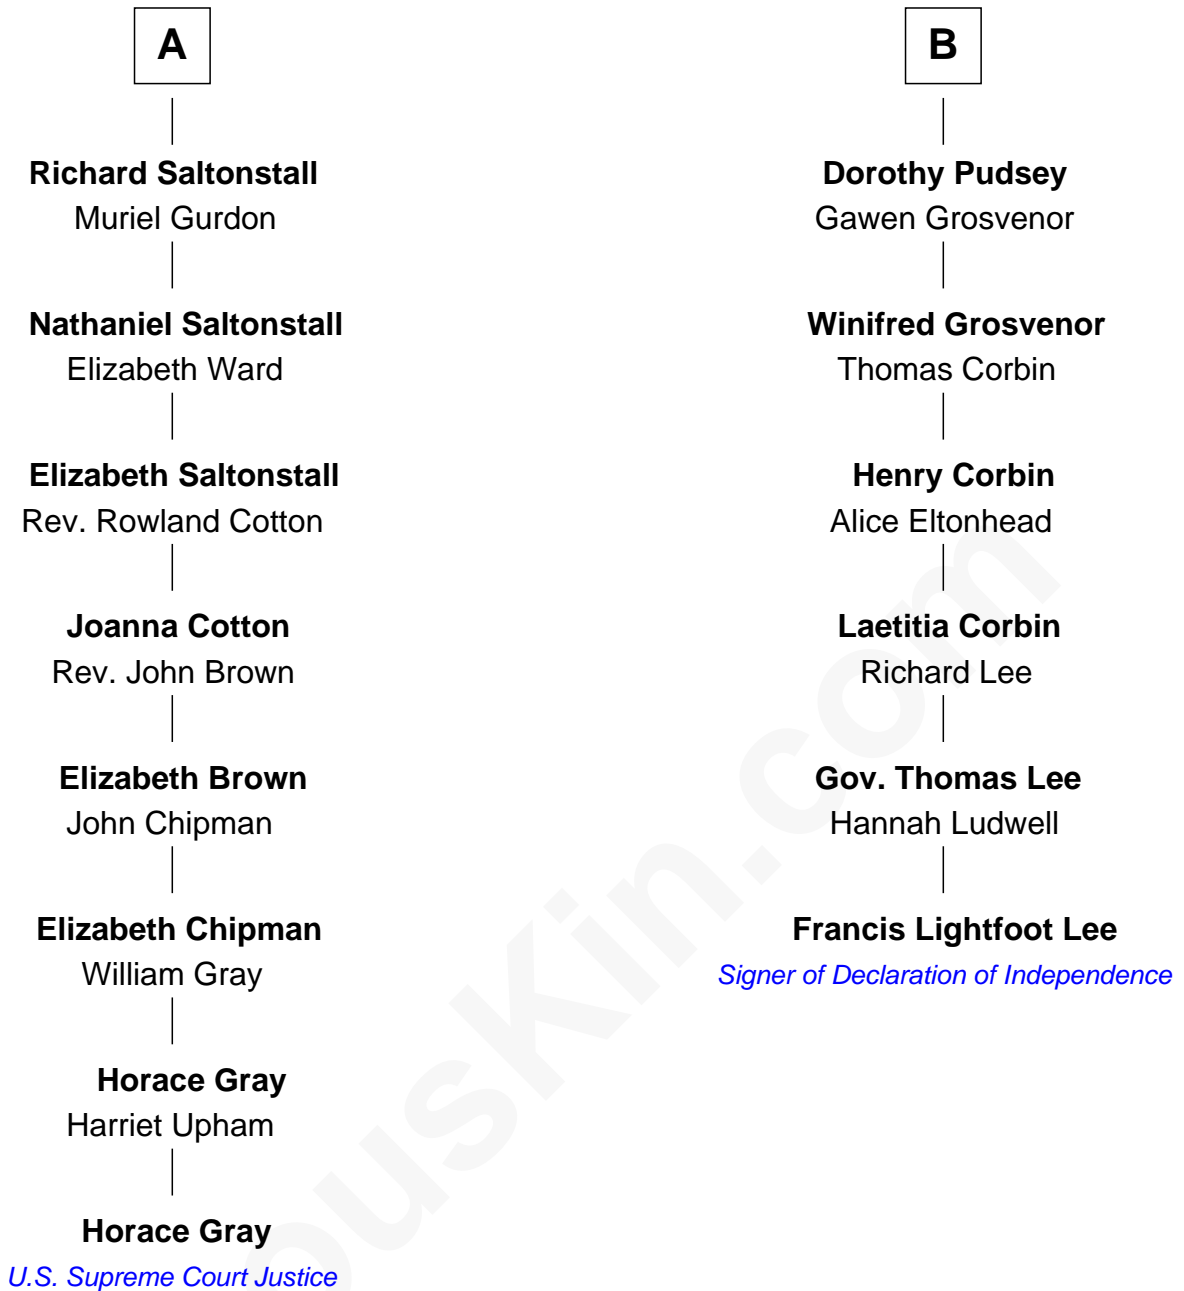 A
Richard Saltonstall
Muriel Gurdon
Nathaniel Saltonstall
Elizabeth Ward
Elizabeth Saltonstall
Rev. Rowland Cotton
Joanna Cotton
Rev. John Brown
Elizabeth Brown
John Chipman
Elizabeth Chipman
William Gray
Horace Gray
Harriet Upham
Horace Gray
U.S. Supreme Court Justice
B
Dorothy Pudsey
Gawen Grosvenor
Winifred Grosvenor
Thomas Corbin
Henry Corbin
Alice Eltonhead
Laetitia Corbin
Richard Lee
Gov. Thomas Lee
Hannah Ludwell
Francis Lightfoot Lee
Signer of Declaration of Independence
ousKin.com